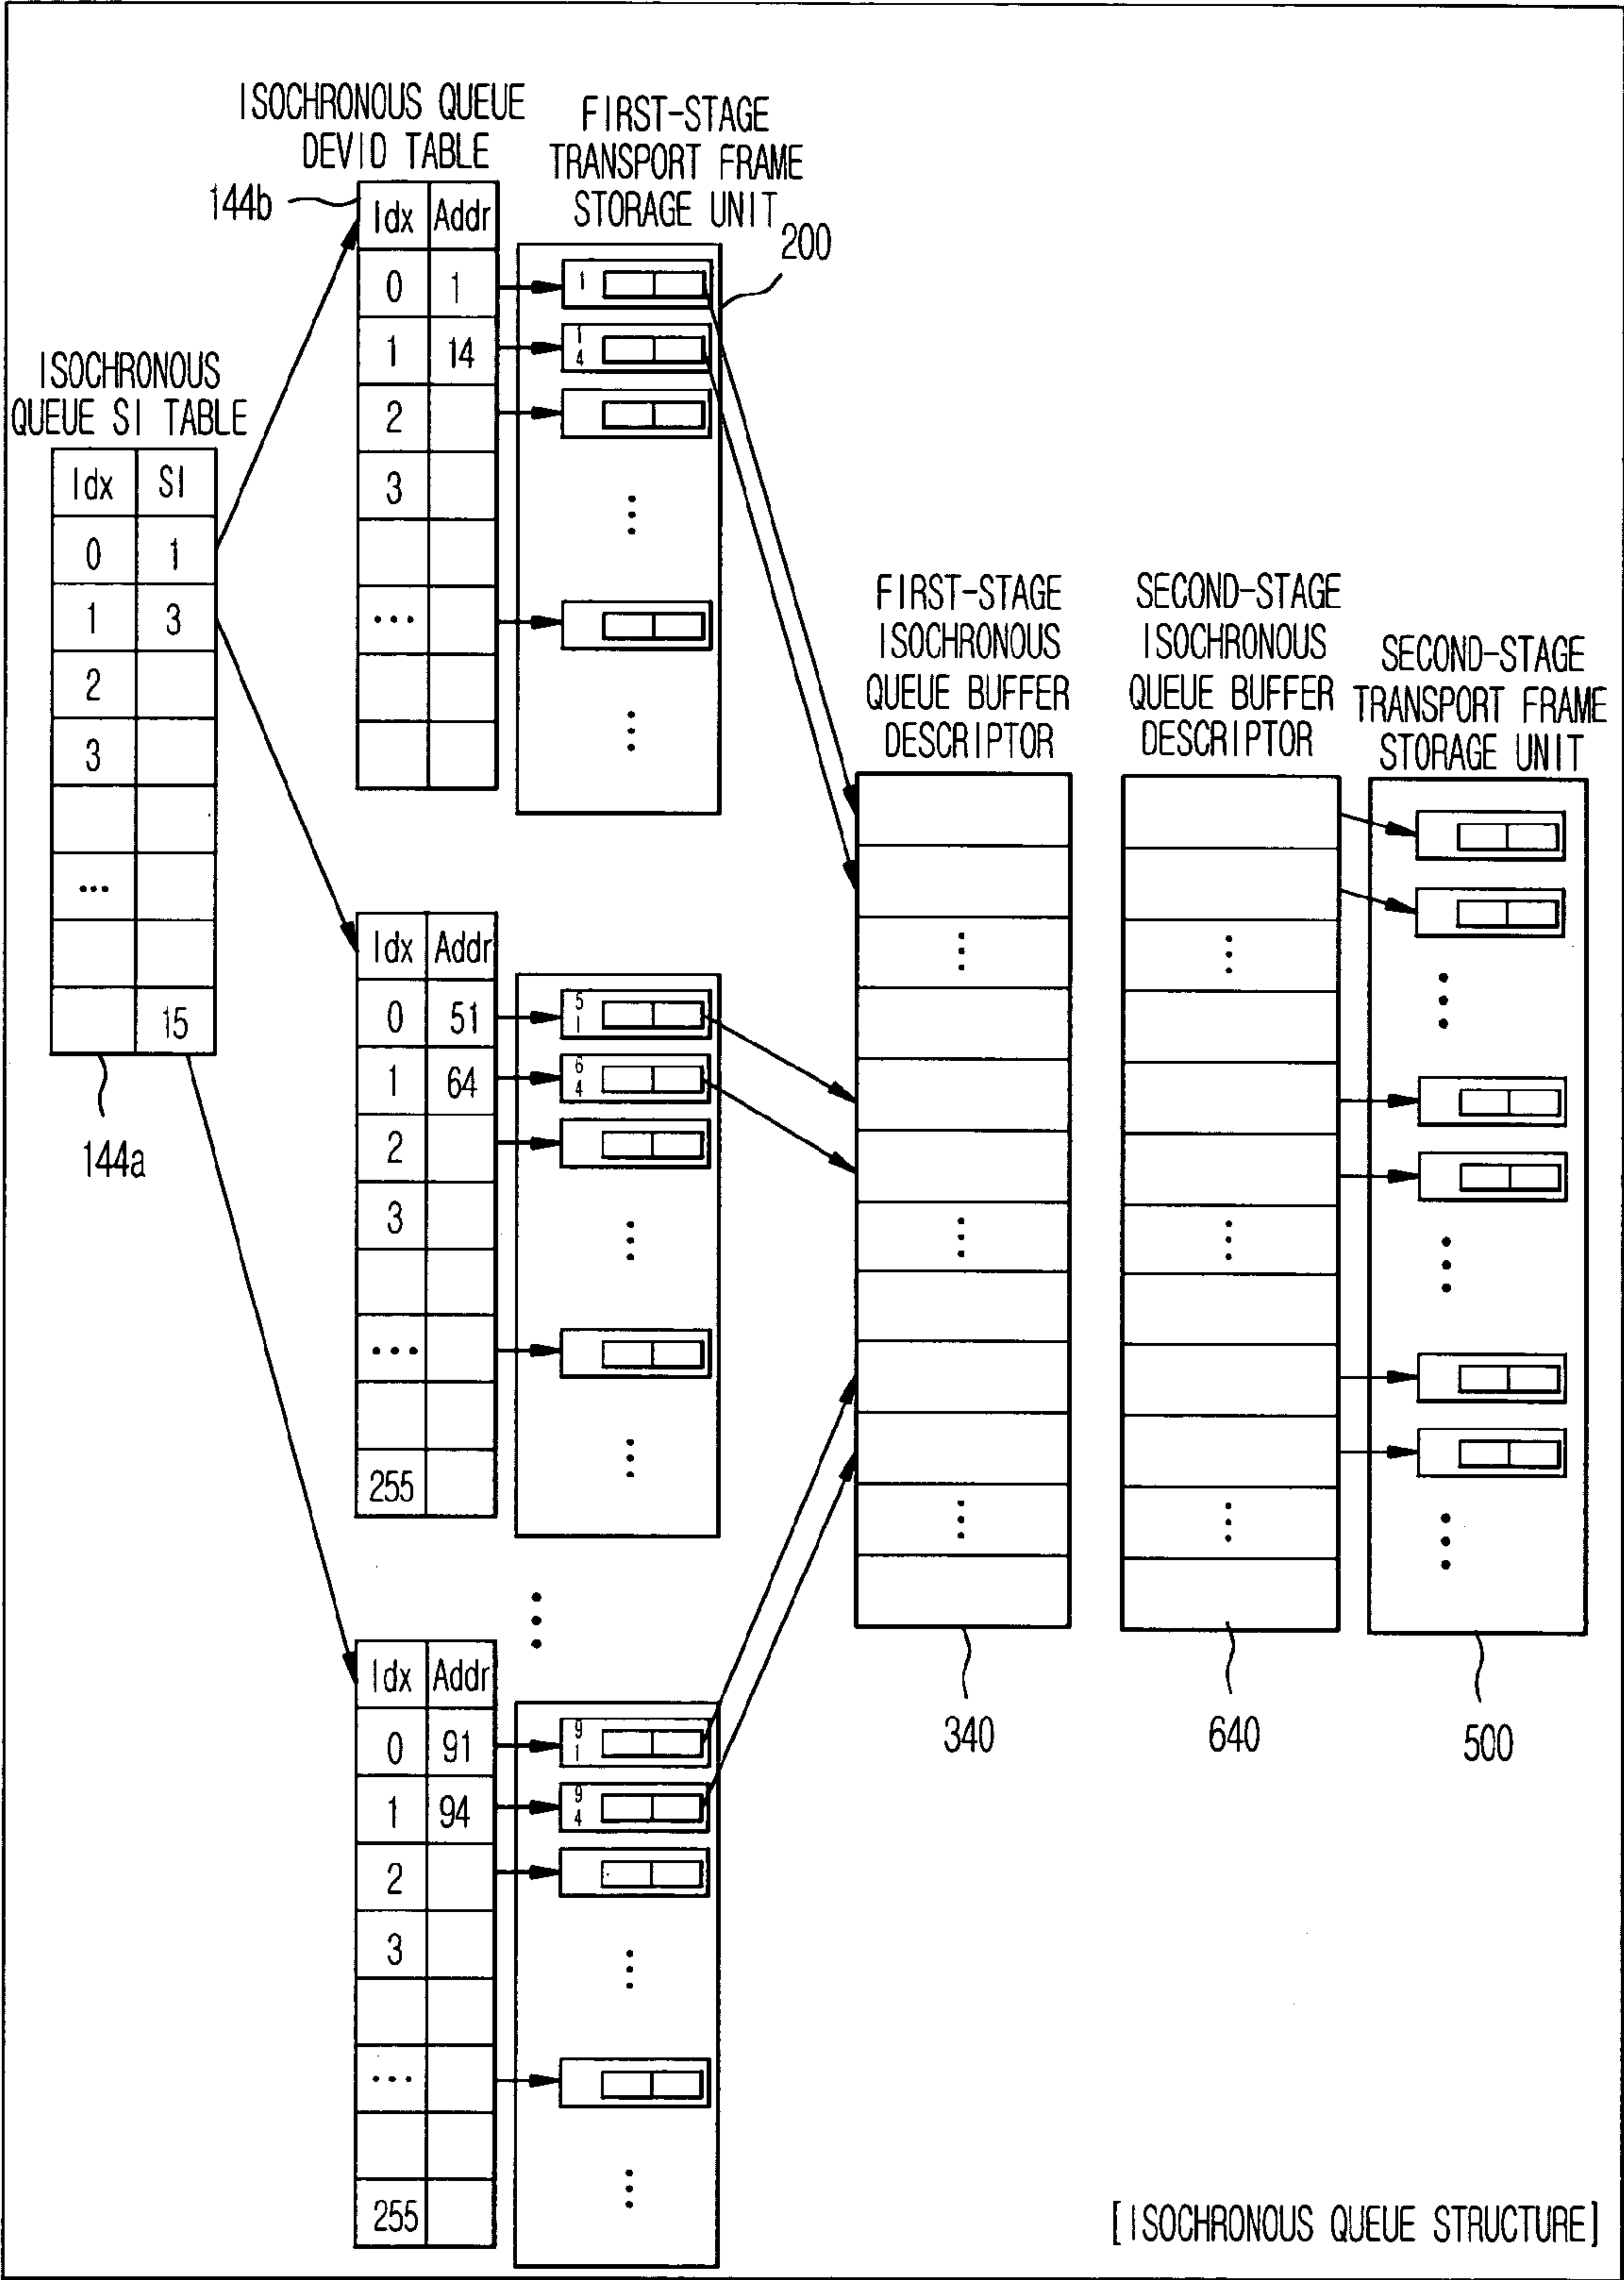 ISOCHRONOUS QUEUE
DEVID TABLE
FIRST-STAGE
TRANSPORT FRAME
STORAGE UNIT
144b
200
Idx Addr
0 1
1 14
2
3
...
1
1
4
...
...
ISOCHRONOUS
QUEUE SI TABLE
Idx SI
0 1
1 3
2
3
...
15
144a
Idx Addr
0 51
1 64
2
3
...
255
5
1
6
4
...
...
...
Idx Addr
0 91
1 94
2
3
...
255
9
1
9
4
...
...
FIRST-STAGE
ISOCHRONOUS
QUEUE BUFFER
DESCRIPTOR
...
...
...
340
SECOND-STAGE
ISOCHRONOUS
QUEUE BUFFER
DESCRIPTOR
...
...
...
640
SECOND-STAGE
TRANSPORT FRAME
STORAGE UNIT
...
...
...
500
[ISOCHRONOUS QUEUE STRUCTURE]